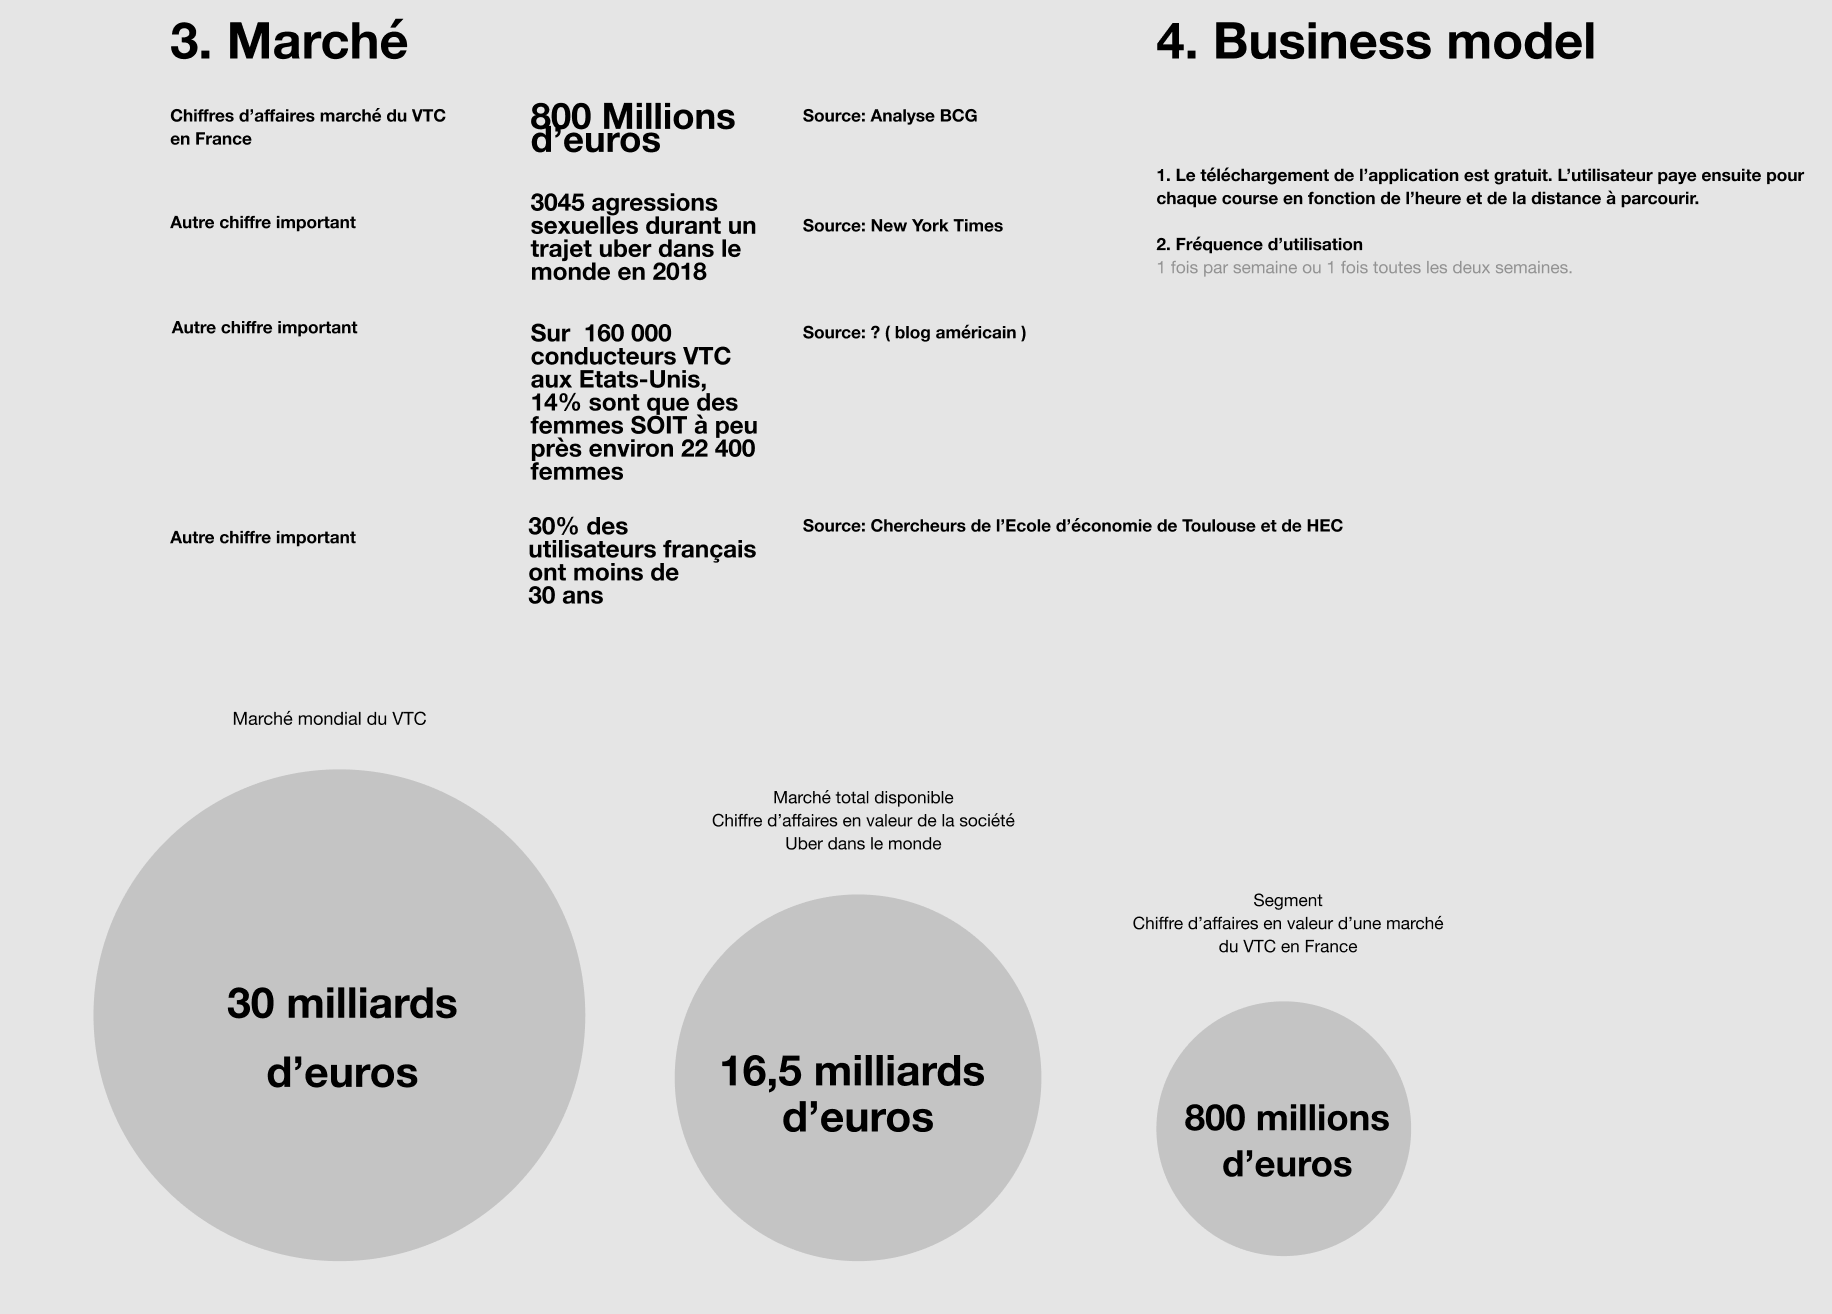 3. Marché
Chiffres d’affaires marché du VTC
en France
800 Millions
d’euros
Source: Analyse BCG
Autre chiffre important
3045 agressions
sexuelles durant un
trajet uber dans le
monde en 2018
Source: New York Times
Autre chiffre important
Sur  160 000
conducteurs VTC
aux Etats-Unis,
14% sont que des
femmes SOIT à peu
près environ 22 400
femmes
Source: ? ( blog américain )
Autre chiffre important
30% des
utilisateurs français
ont moins de
30 ans
Source: Chercheurs de l’Ecole d’économie de Toulouse et de HEC
4. Business model
1. Le téléchargement de l’application est gratuit. L’utilisateur paye ensuite pour
chaque course en fonction de l’heure et de la distance à parcourir.
2. Fréquence d’utilisation
1 fois par semaine ou 1 fois toutes les deux semaines.
Marché mondial du VTC
30 milliards
d’euros
Marché total disponible
Chiffre d’affaires en valeur de la société
Uber dans le monde
16,5 milliards
d’euros
Segment
Chiffre d’affaires en valeur d’une marché
du VTC en France
800 millions
d’euros